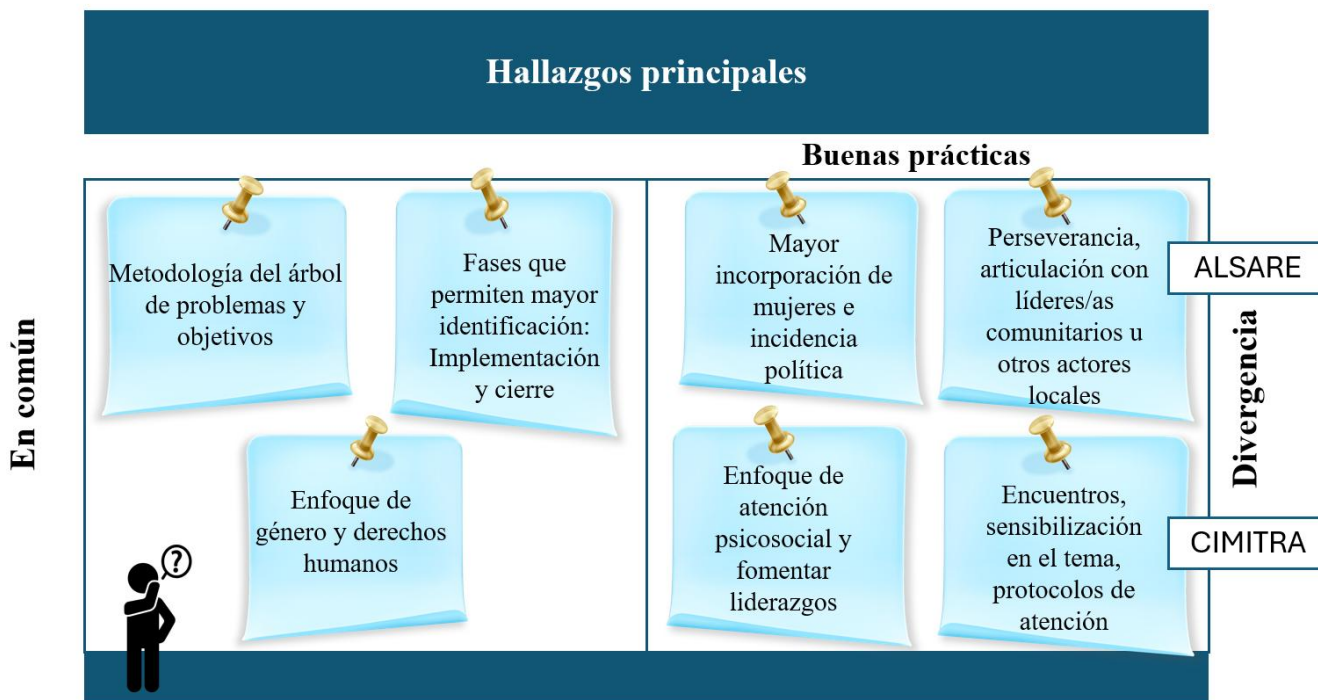 Hallazgos principales
Buenas prácticas
En común
Metodología del árbol
de problemas y
objetivos
Fases que
permiten mayor
identificación:
Implementación
y cierre
Enfoque de
género y derechos
humanos
?
Mayor
incorporación de
mujeres e
incidencia
política
Perseverancia,
articulación con
líderes/as
comunitarios u
otros actores
locales
ALSARE
Divergencia
Enfoque de
atención
psicosocial y
fomentar
liderazgos
Encuentros,
sensibilización
en el tema,
protocolos de
atención
CIMITRA